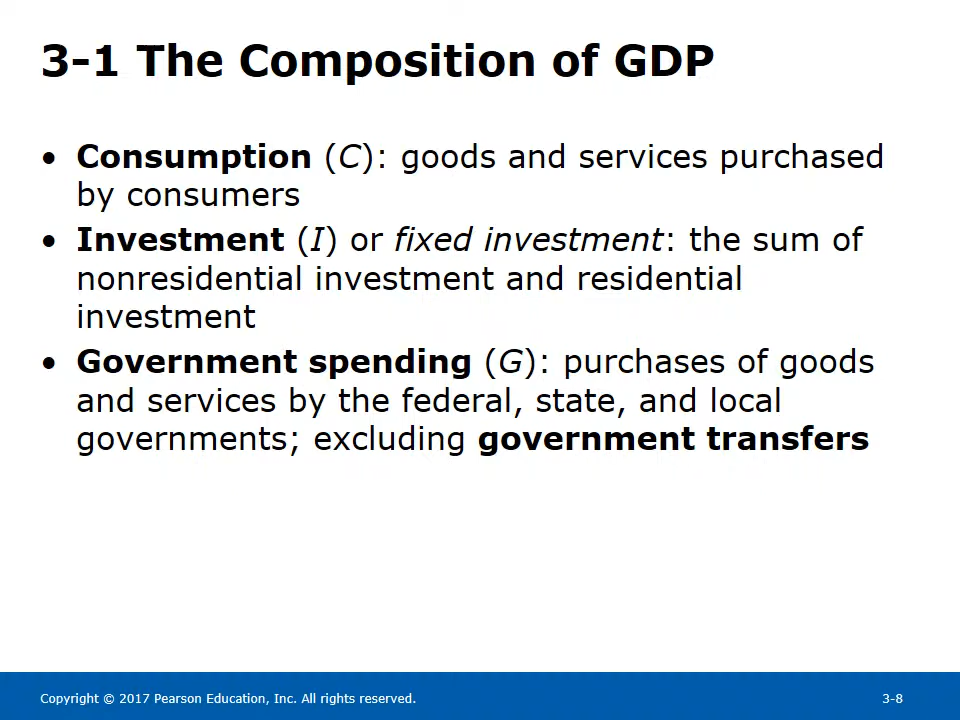 3-1 The Composition of GDP
• Consumption (C): goods and services purchased
by consumers
• Investment (I) or fixed investment: the sum of
nonresidential investment and residential
investment
• Government spending (G): purchases of goods
and services by the federal, state, and local
governments; excluding government transfers
Copyright © 2017 Pearson Education, Inc. All rights reserved.
3-8